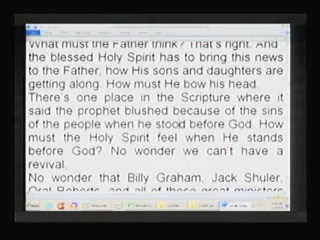 What must the Father think? That's right. And
the blessed Holy Spirit has to bring this news
to the Father, how His sons and daughters are
getting along. How must He bow his head.
There's one place in the Scripture where it
said the prophet blushed because of the sins
of the people when he stood before God. How
must the Holy Spirit feel when He stands
before God? No wonder we can't have a
revival.
No wonder that Billy Graham, Jack Shuler,
Oral Roberts, and all of these great ministers